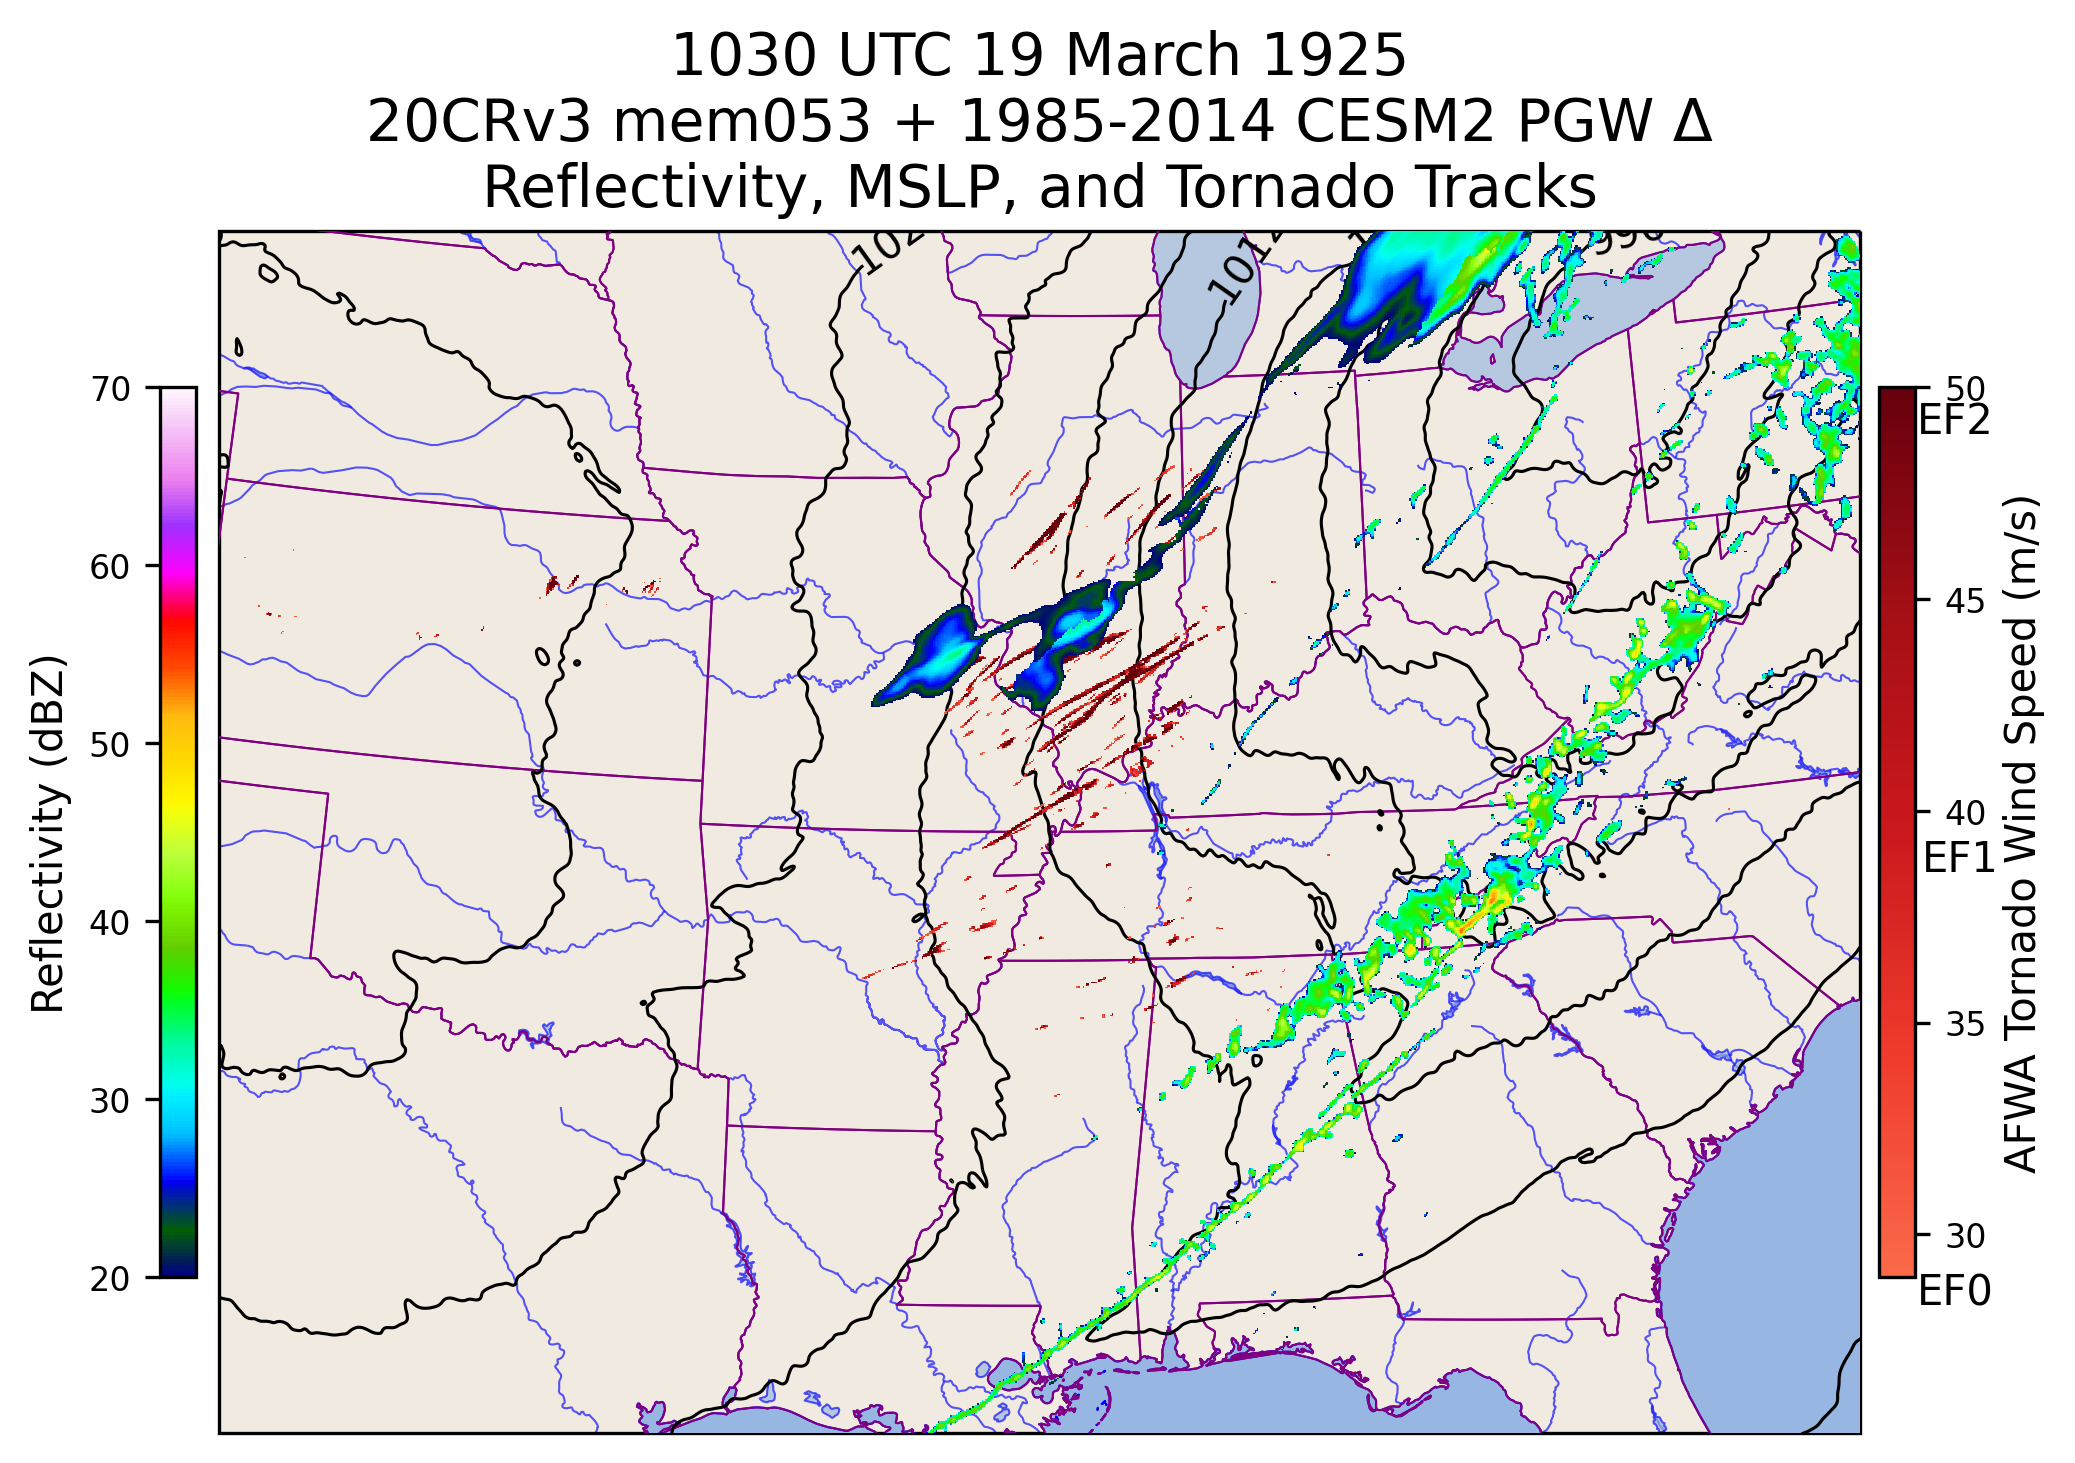 1030 UTC 19 March 1925
20CRv3 mem053 + 1985-2014 CESM2 PGW Δ
Reflectivity, MSLP, and Tornado Tracks
1012
996
70
60
50
40
30
20
Reflectivity (dBZ)
50
EF2
45
40
EF1
35
30
EF0
AFWA Tornado Wind Speed (m/s)